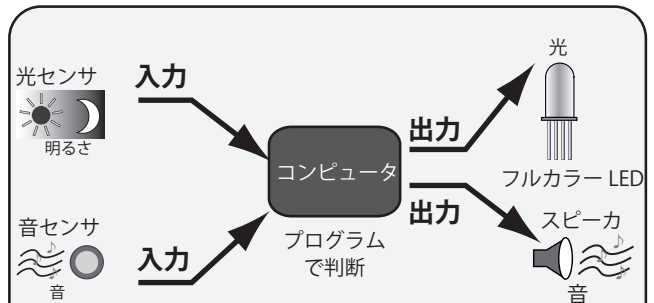 光センサ
明るさ
入力
音センサ
音
入力
コンピュータ
プログラム
で判断
出力
光
フルカラー LED
出力
スピーカ
音